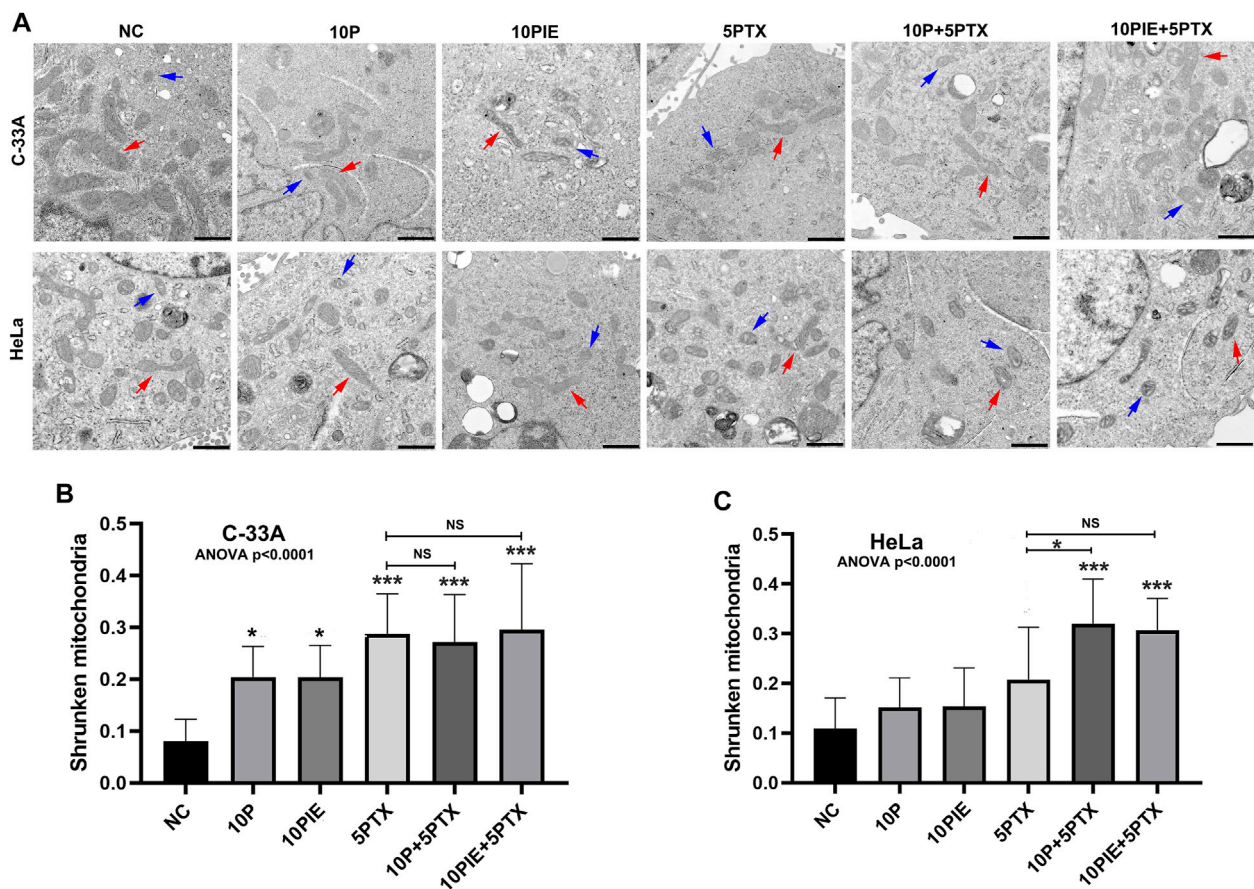 A
NC
10P
10PIE
5PTX
10P+5PTX
10PIE+5PTX
C-33A
HeLa
B
C-33A
ANOVA p<0.0001
Shrunken mitochondria
0.5
0.4
0.3
0.2
0.1
0.0
*
*
***
***
***
NS
NS
NC
10P
10PIE
5PTX
10P+5PTX
10PIE+5PTX
C
HeLa
ANOVA p<0.0001
Shrunken mitochondria
0.5
0.4
0.3
0.2
0.1
0.0
NS
*
***
***
NC
10P
10PIE
5PTX
10P+5PTX
10PIE+5PTX